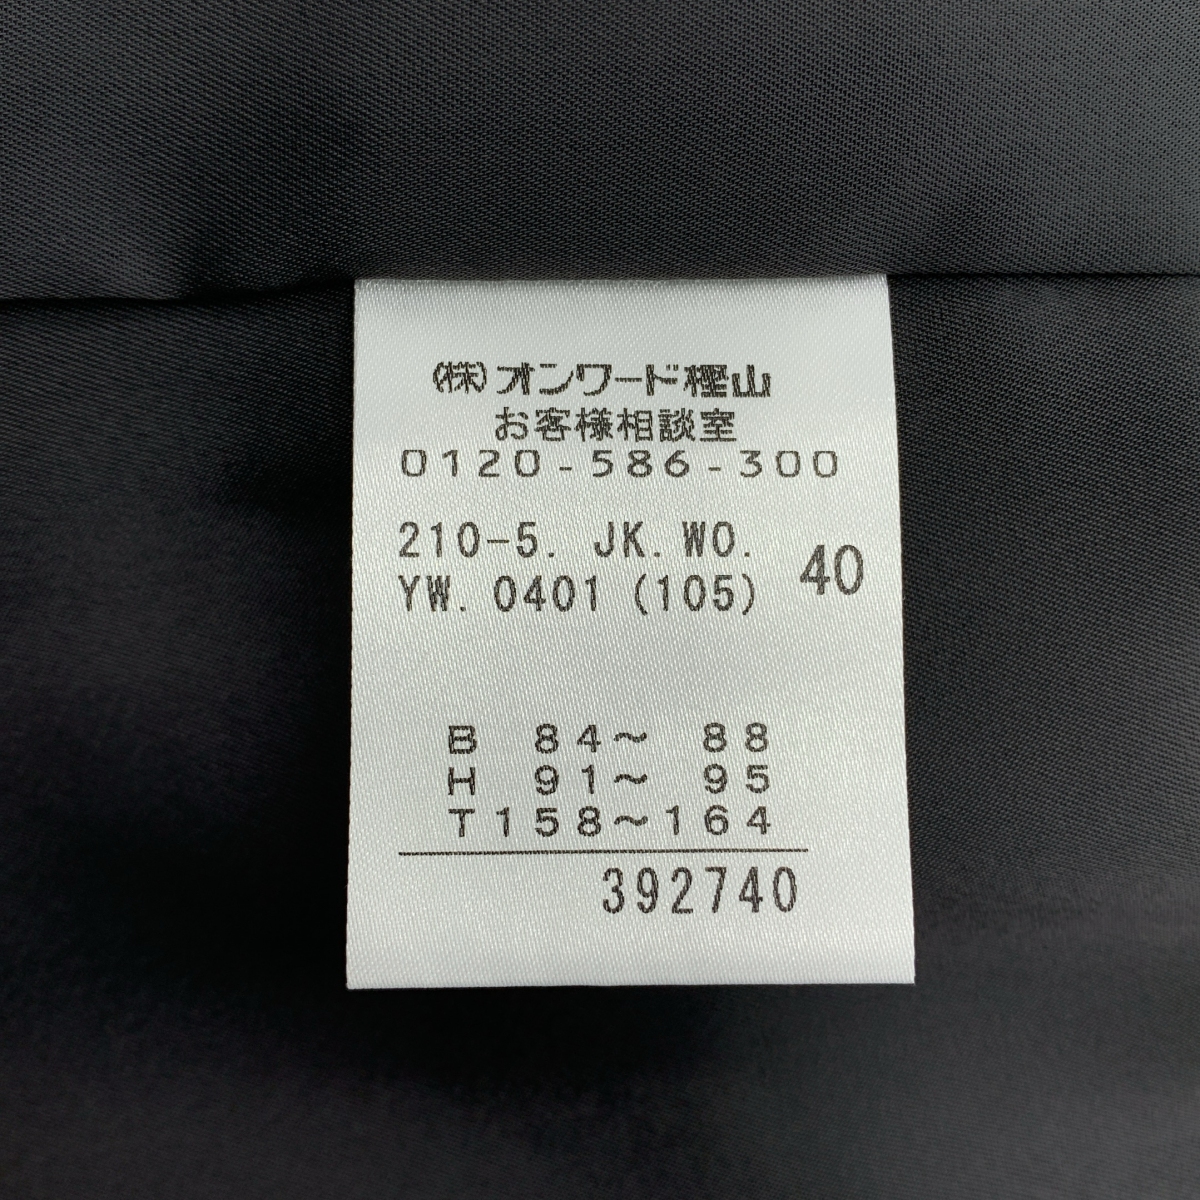 (株)オンワード樫山
お客様相談室
0120-586-300
210-5. JK. WO.
YW. 0401 (105) 40
B 84～ 88
H 91～ 95
T158～164
392740